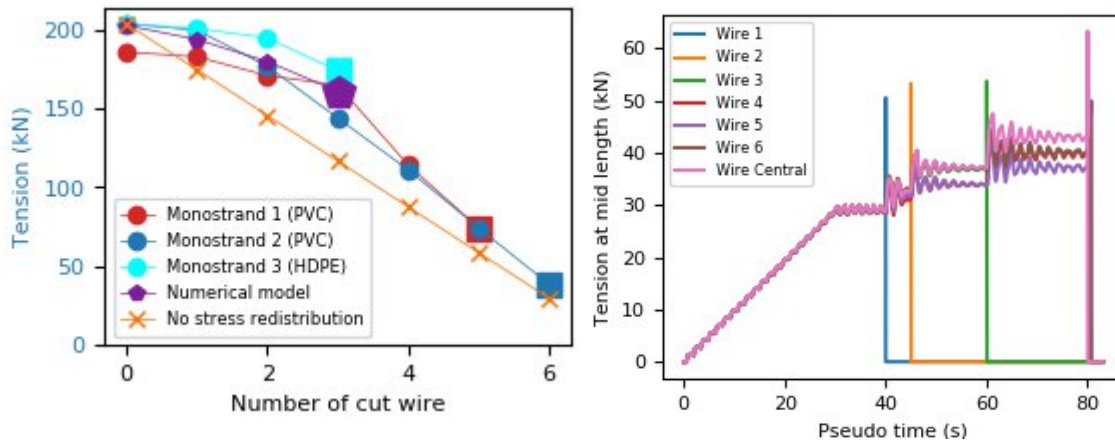 200
150
100
50
0
Tension (kN)
Monostrand 1 (PVC)
Monostrand 2 (PVC)
Monostrand 3 (HDPE)
Numerical model
No stress redistribution
0 2 4 6
Number of cut wire
60
50
40
30
20
10
0
Tension at mid length (kN)
Wire 1
Wire 2
Wire 3
Wire 4
Wire 5
Wire 6
Wire Central
0 20 40 60 80
Pseudo time (s)